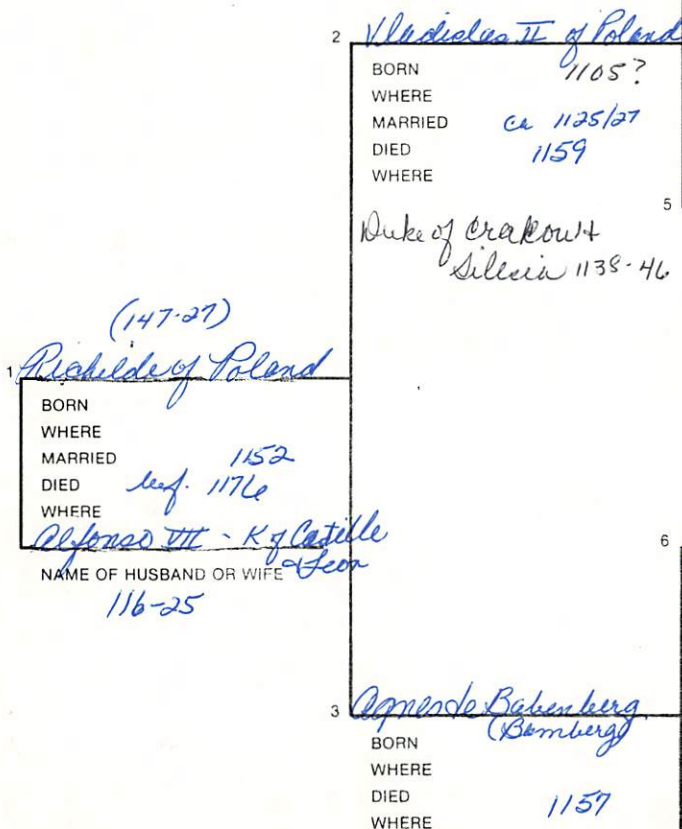 2 Vladislas II of Poland
BORN 1105?
WHERE
MARRIED ca 1125/27
DIED 1159
WHERE
5
Duke of Crakow &
Silesia 1138-46
(147-27)
1 Richilde of Poland
BORN
WHERE
MARRIED 1152
DIED bef. 1176
WHERE
Alfonso VII - K of Castille
& Leon
NAME OF HUSBAND OR WIFE
116-25
6
3 Agnes de Babenberg
(Bamberg)
BORN
WHERE
DIED 1157
WHERE